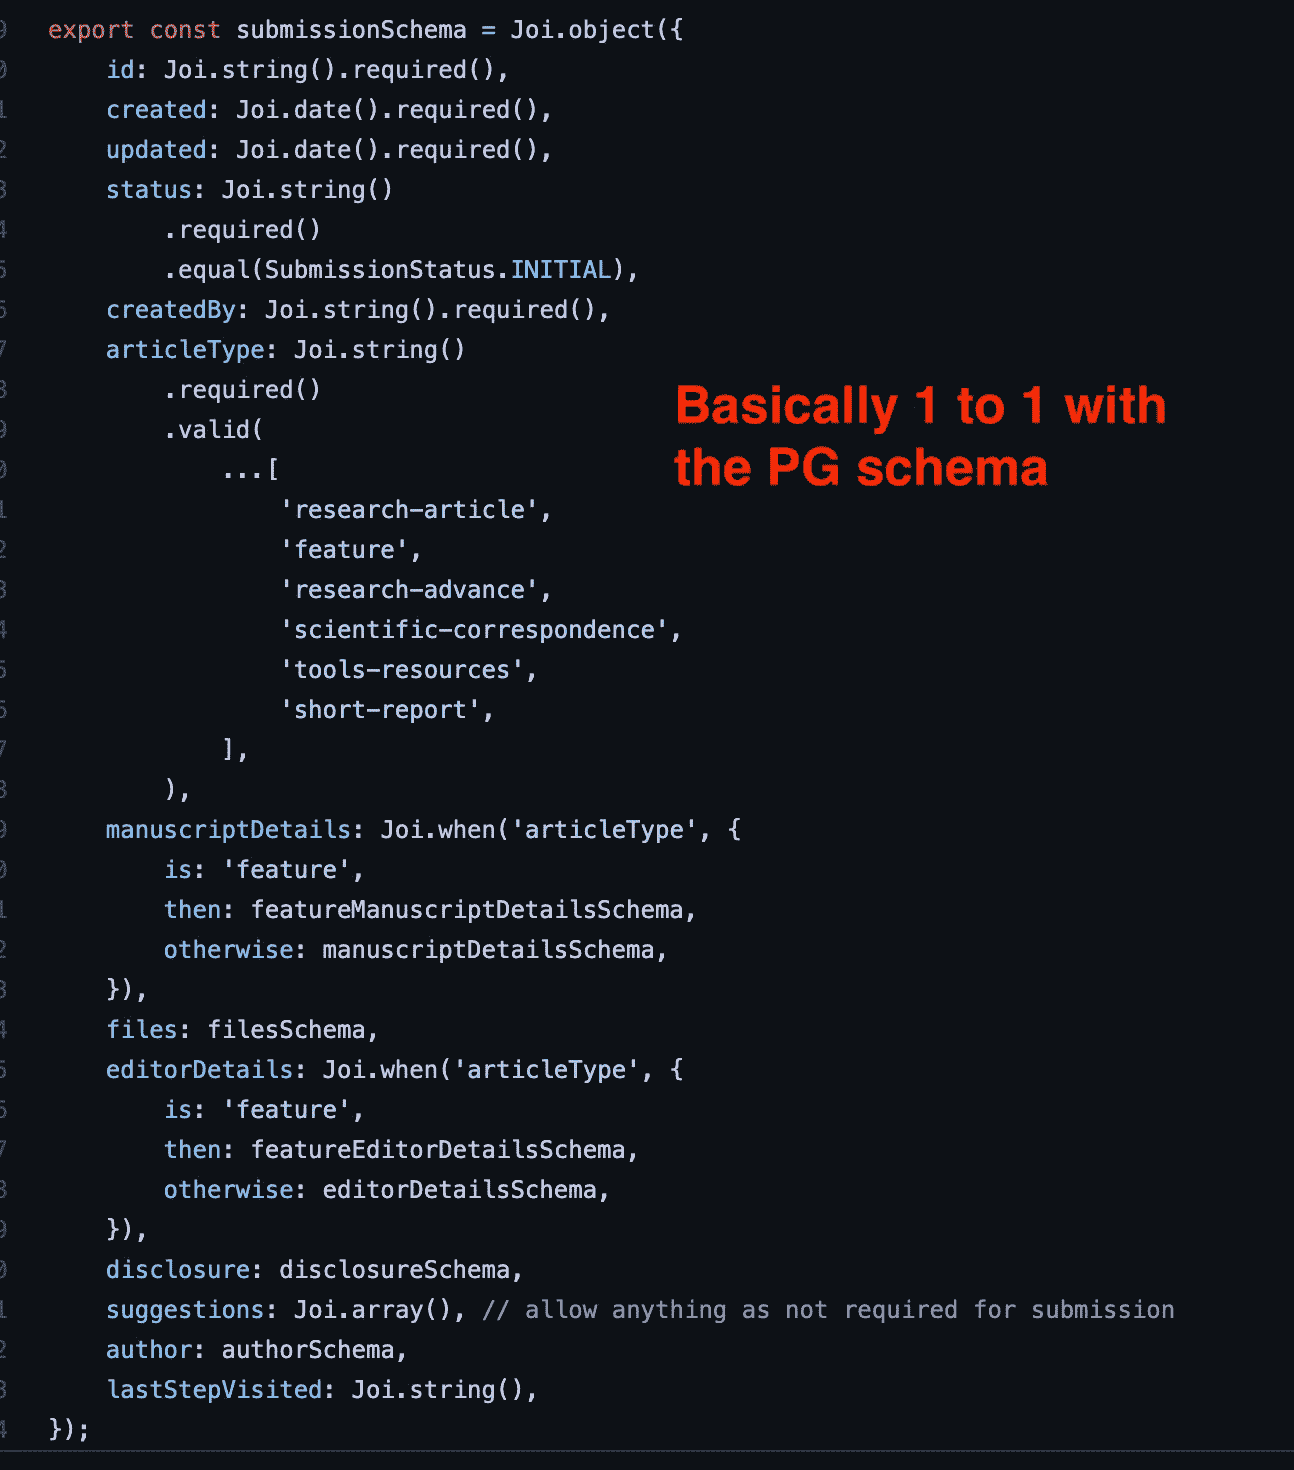 export const submissionSchema = Joi.object({
id: Joi.string().required(),
created: Joi.date().required(),
updated: Joi.date().required(),
status: Joi.string()
.required()
.equal(SubmissionStatus.INITIAL),
createdBy: Joi.string().required(),
articleType: Joi.string()
.required()
.valid(
...[
'research-article',
'feature',
'research-advance',
'scientific-correspondence',
'tools-resources',
'short-report',
],
),
Basically 1 to 1 with
the PG schema
manuscriptDetails: Joi.when('articleType', {
is: 'feature',
then: featureManuscriptDetailsSchema,
otherwise: manuscriptDetailsSchema,
}),
files: filesSchema,
editorDetails: Joi.when('articleType', {
is: 'feature',
then: featureEditorDetailsSchema,
otherwise: editorDetailsSchema,
}),
disclosure: disclosureSchema,
suggestions: Joi.array(), // allow anything as not required for submission
author: authorSchema,
lastStepVisited: Joi.string(),
});